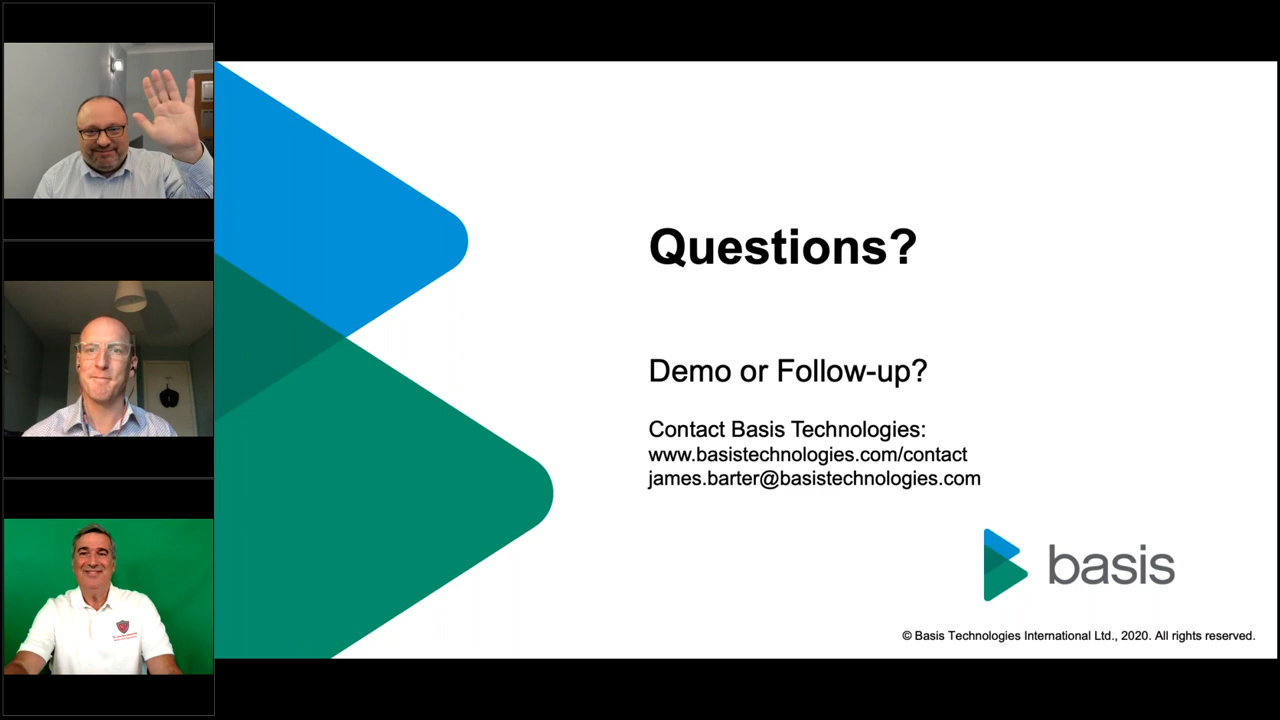 Questions?
Demo or Follow-up?
Contact Basis Technologies:
www.basistechnologies.com/contact
james.barter@basistechnologies.com
basis
© Basis Technologies International Ltd., 2020. All rights reserved.